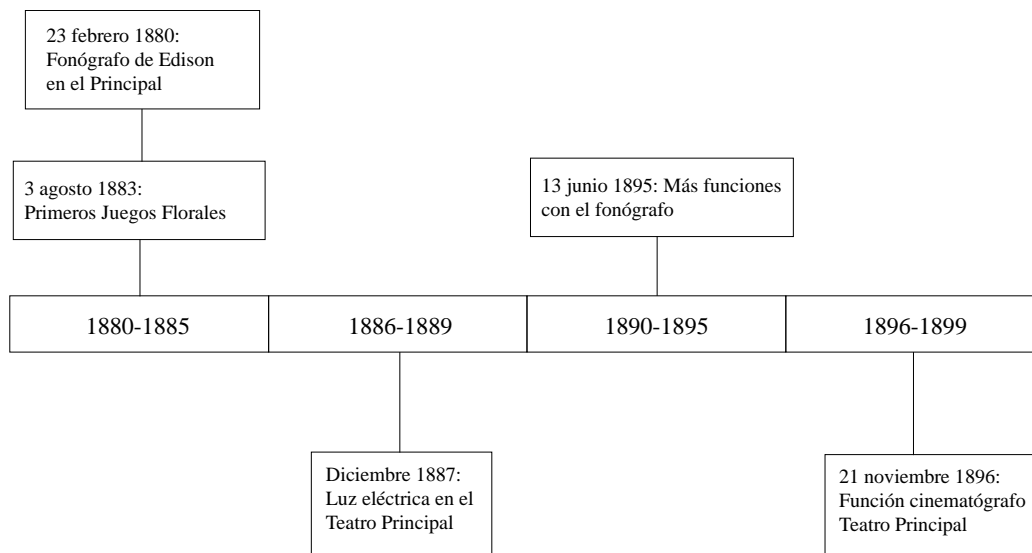 23 febrero 1880:
Fonógrafo de Edison
en el Principal
3 agosto 1883:
Primeros Juegos Florales
13 junio 1895: Más funciones
con el fonógrafo
1880-1885
1886-1889
1890-1895
1896-1899
Diciembre 1887:
Luz eléctrica en el
Teatro Principal
21 noviembre 1896:
Función cinematógrafo
Teatro Principal